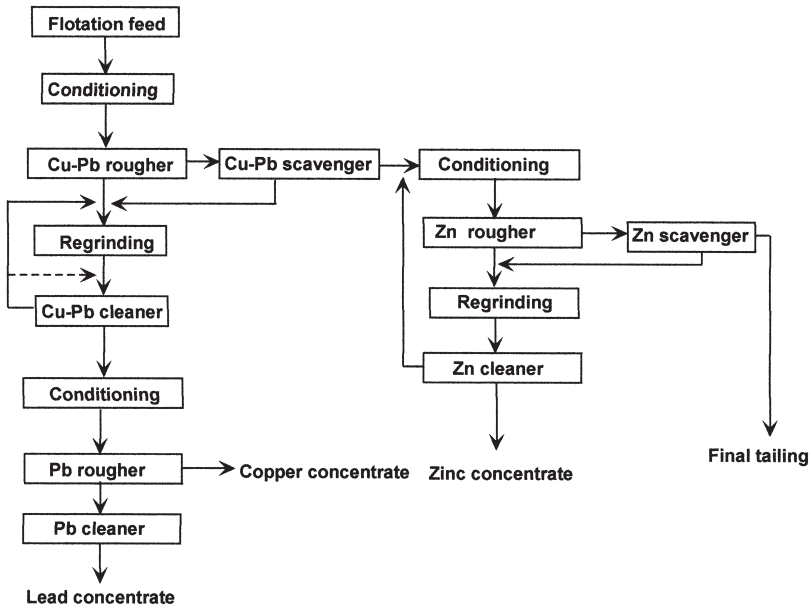 Flotation feed
Conditioning
Cu-Pb rougher
Cu-Pb scavenger
Conditioning
Regrinding
Zn rougher
Zn scavenger
Cu-Pb cleaner
Regrinding
Conditioning
Zn cleaner
Pb rougher
Copper concentrate
Zinc concentrate
Final tailing
Pb cleaner
Lead concentrate